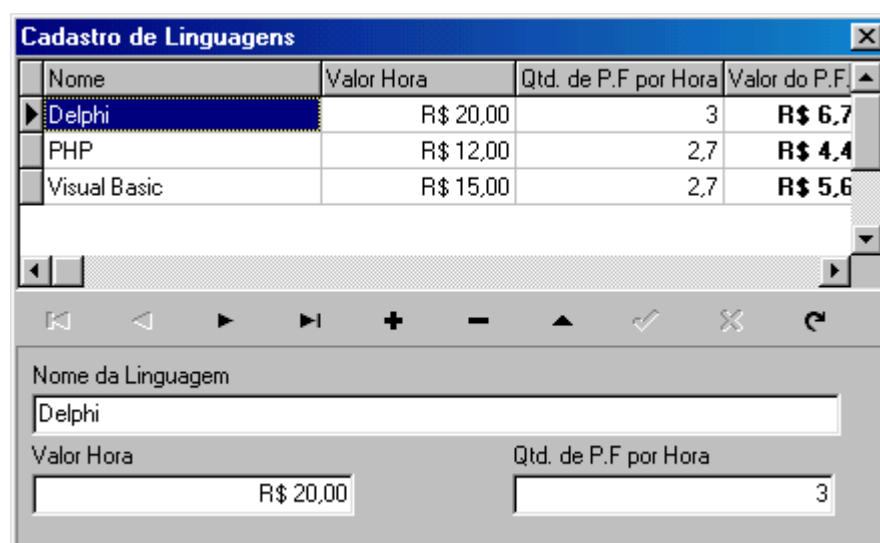 Cadastro de Linguagens
Nome Valor Hora Qtd. de P.F por Hora Valor do P.F.
Delphi R$ 20,00 3 R$ 6,7
PHP R$ 12,00 2,7 R$ 4,4
Visual Basic R$ 15,00 2,7 R$ 5,6
Nome da Linguagem
Delphi
Valor Hora Qtd. de P.F por Hora
R$ 20,00 3